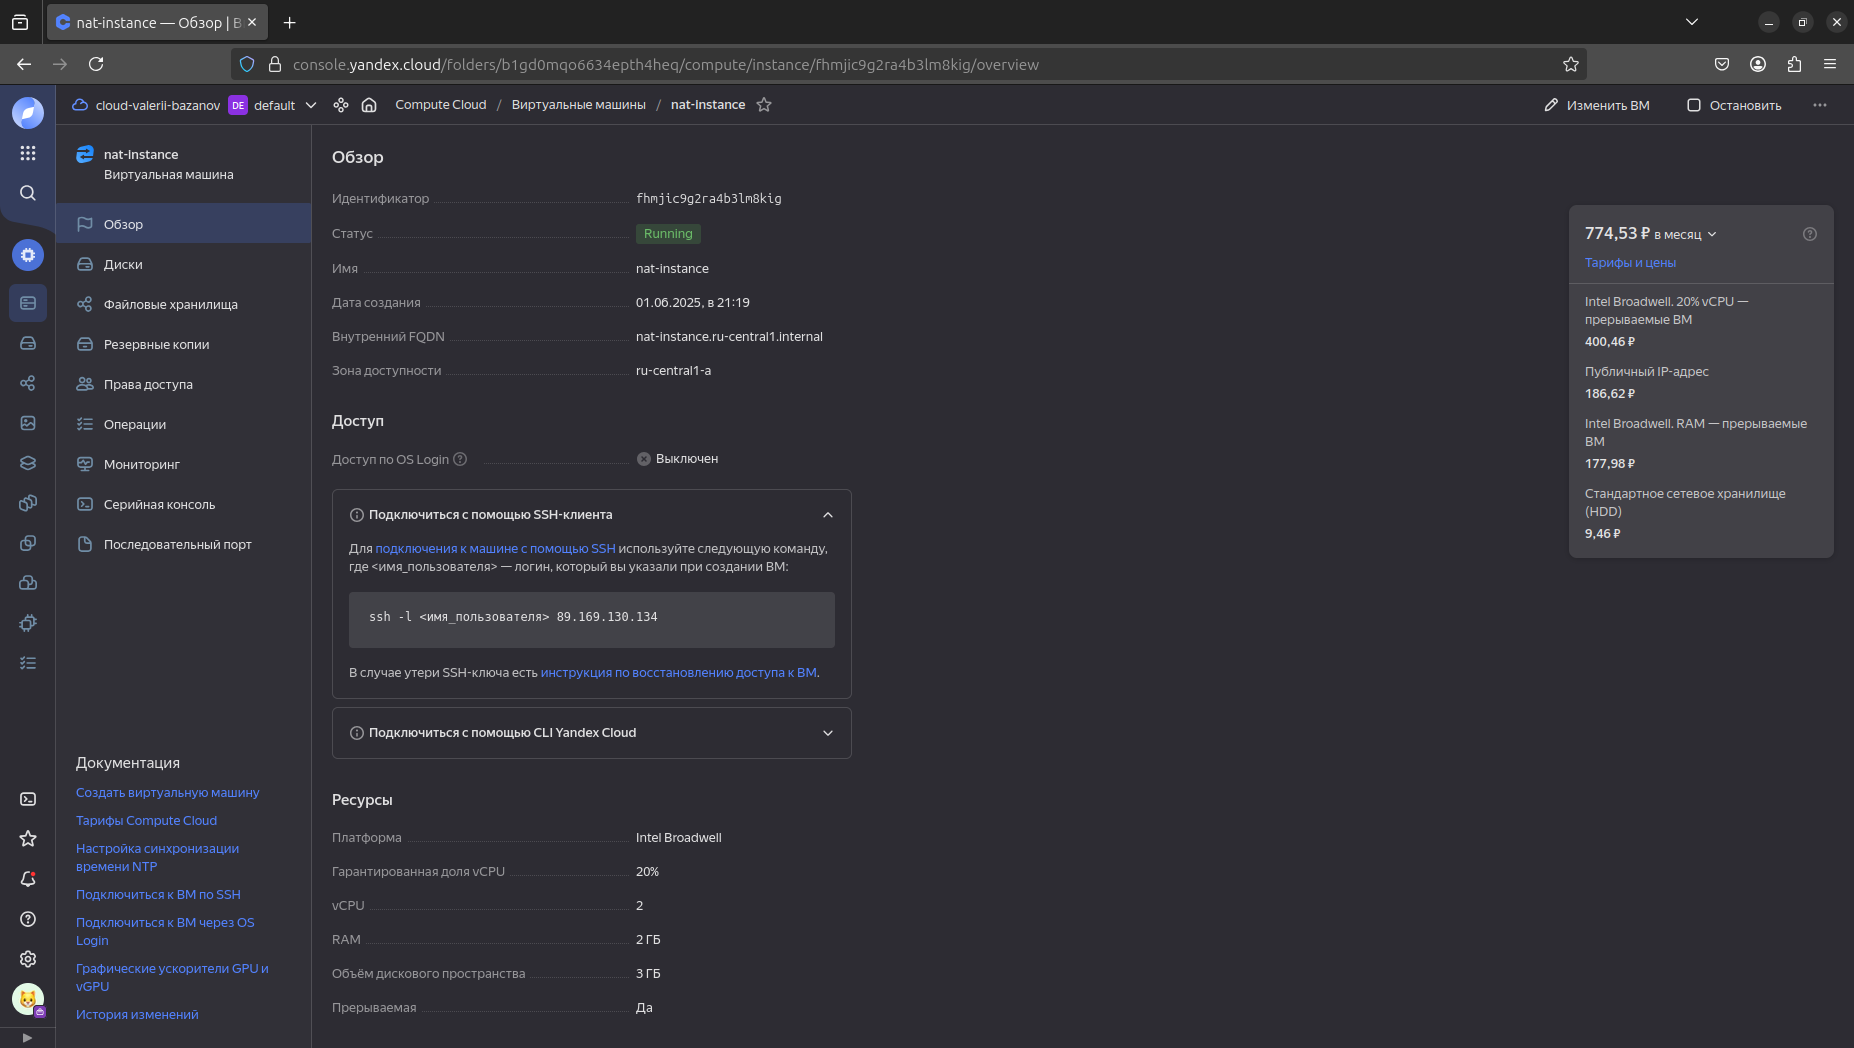 nat-instance — Обзор | В
console.yandex.cloud/folders/b1gd0mqo6634epth4heq/compute/instance/fhmjic9g2ra4b3lm8kig/overview
cloud-valerii-bazanov DE default Compute Cloud / Виртуальные машины / nat-instance Изменить ВМ Остановить
nat-instance
Виртуальная машина
Обзор
Диски
Файловые хранилища
Резервные копии
Права доступа
Операции
Мониторинг
Серийная консоль
Последовательный порт
Документация
Создать виртуальную машину
Тарифы Compute Cloud
Настройка синхронизации
времени NTP
Подключиться к ВМ по SSH
Подключиться к ВМ через OS
Login
Графические ускорители GPU и
vGPU
История изменений
Обзор
Идентификатор fhmjic9g2ra4b3lm8kig
Статус Running
Имя nat-instance
Дата создания 01.06.2025, в 21:19
Внутренний FQDN nat-instance.ru-central1.internal
Зона доступности ru-central1-a
Доступ
Доступ по OS Login Выключен
Подключиться с помощью SSH-клиента
Для подключения к машине с помощью SSH используйте следующую команду,
где <имя_пользователя> — логин, который вы указали при создании ВМ:
ssh -l <имя_пользователя> 89.169.130.134
В случае утери SSH-ключа есть инструкция по восстановлению доступа к ВМ.
Подключиться с помощью CLI Yandex Cloud
Ресурсы
Платформа Intel Broadwell
Гарантированная доля vCPU 20%
vCPU 2
RAM 2 ГБ
Объём дискового пространства 3 ГБ
Прерываемая Да
774,53 ₽ в месяц
Тарифы и цены
Intel Broadwell. 20% vCPU —
прерываемые ВМ
400,46 ₽
Публичный IP-адрес
186,62 ₽
Intel Broadwell. RAM — прерываемые
ВМ
177,98 ₽
Стандартное сетевое хранилище
(HDD)
9,46 ₽